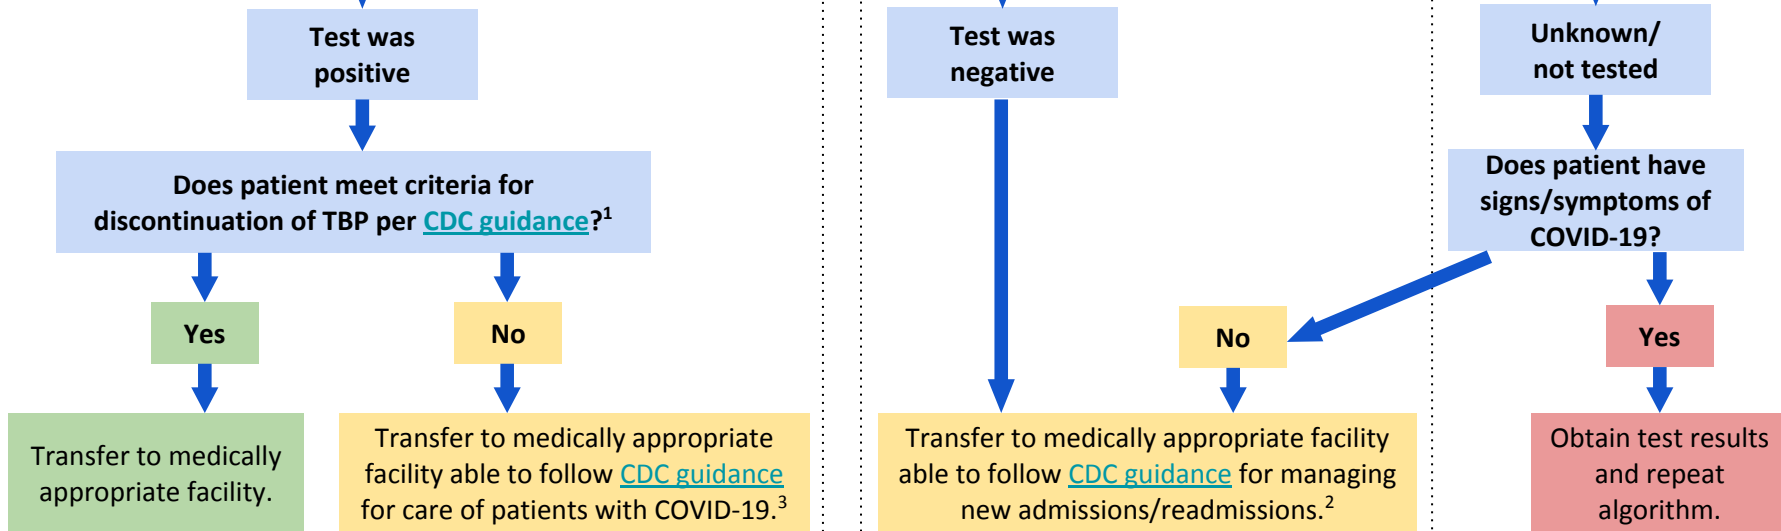 Test was
positive
Test was
negative
Unknown/
not tested
Does patient meet criteria for
discontinuation of TBP per CDC guidance?¹
Does patient have
signs/symptoms of
COVID-19?
Yes
No
No
Yes
Transfer to medically
appropriate facility.
Transfer to medically appropriate
facility able to follow CDC guidance
for care of patients with COVID-19.³
Transfer to medically appropriate facility
able to follow CDC guidance for managing
new admissions/readmissions.²
Obtain test results
and repeat
algorithm.